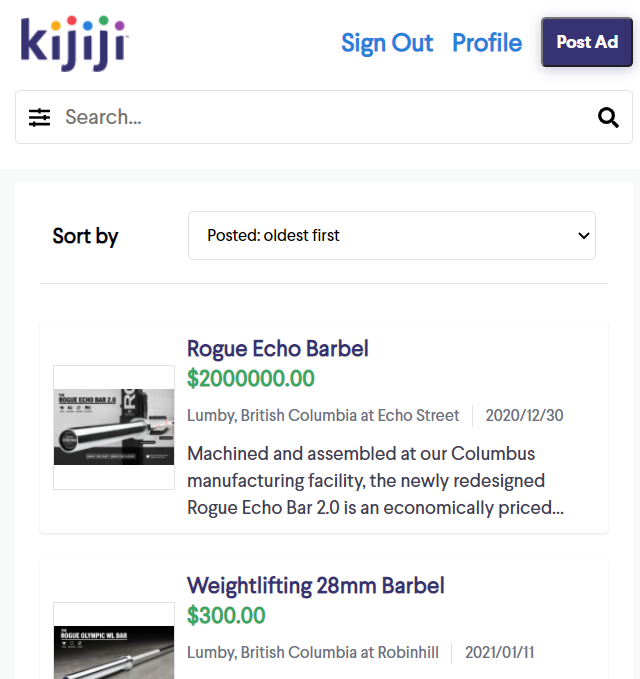 kijiji
Sign Out Profile Post Ad
Search...
Sort by Posted: oldest first
Rogue Echo Barbel
$2000000.00
Lumby, British Columbia at Echo Street 2020/12/30
Machined and assembled at our Columbus
manufacturing facility, the newly redesigned
Rogue Echo Bar 2.0 is an economically priced...
THE
ROGUE ECHO BAR 2.0
Weightlifting 28mm Barbel
$300.00
Lumby, British Columbia at Robinhill 2021/01/11
THE
ROGUE OLYMPIC WL BAR